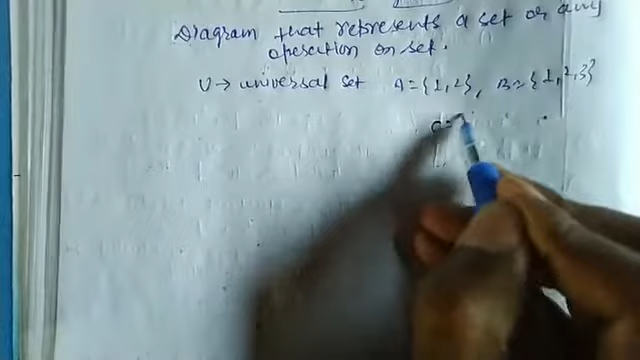 Diagram that represents a set or any
operation on set.
U → universal set A = {1, 2}, B = {1, 2, 3}
C =